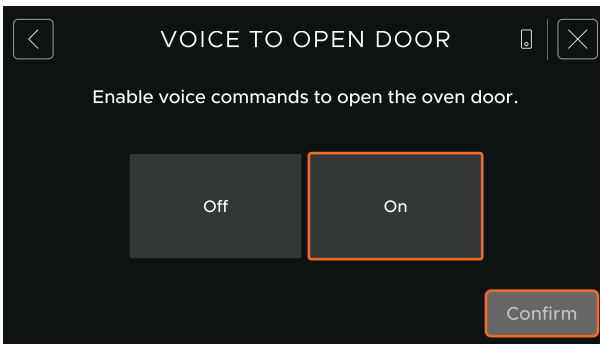 VOICE TO OPEN DOOR
Enable voice commands to open the oven door.
Off
On
Confirm